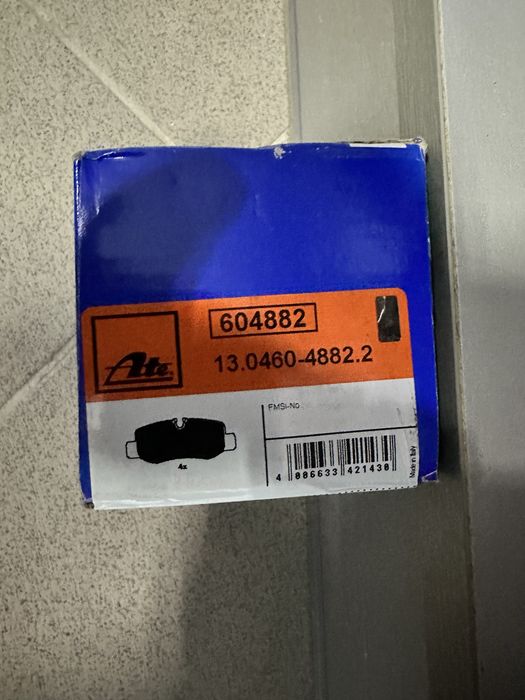 604882
13.0460-4882.2
Ate
FMSI-No
4x
4 006633 421430
Made in Italy